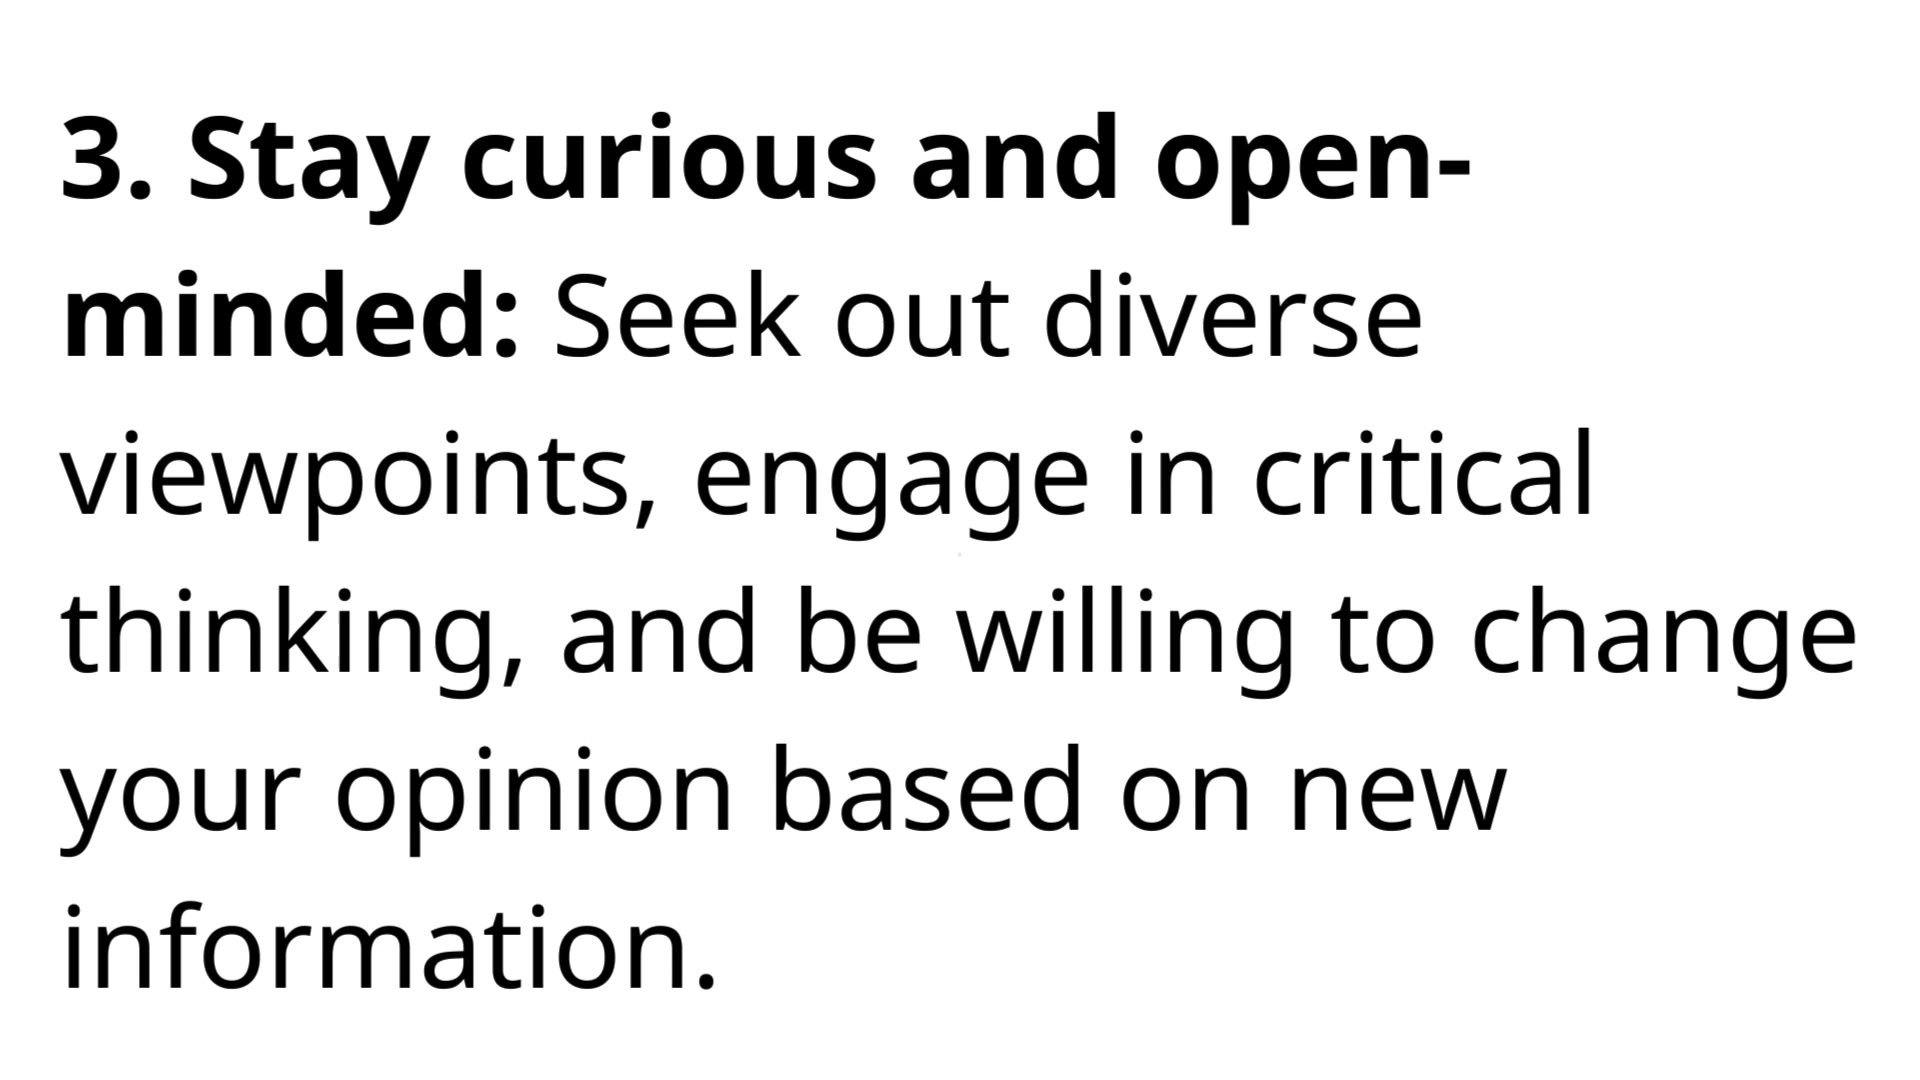 3. Stay curious and open-
minded: Seek out diverse
viewpoints, engage in critical
thinking, and be willing to change
your opinion based on new
information.